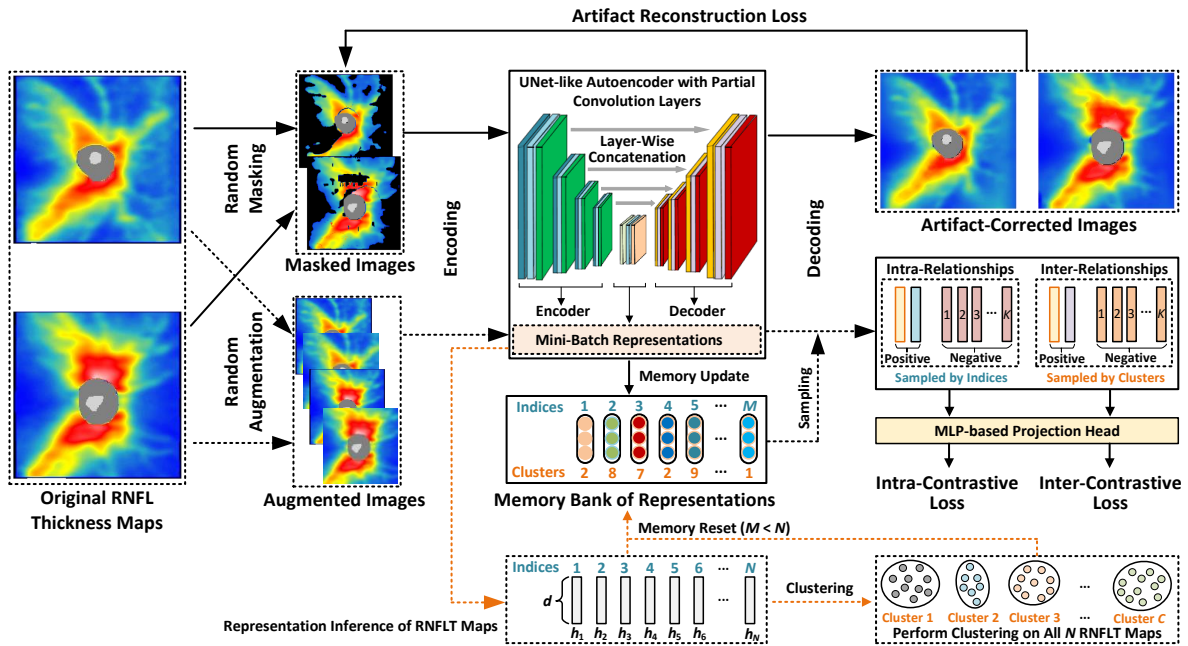 Artifact Reconstruction Loss
Random
Masking
Masked Images
Encoding
UNet-like Autoencoder with Partial
Convolution Layers
Layer-Wise
Concatenation
Encoder
Decoder
Mini-Batch Representations
Decoding
Artifact-Corrected Images
Original RNFL
Thickness Maps
Random
Augmentation
Augmented Images
Memory Update
Indices 1 2 3 4 5 ... M
Clusters 2 8 7 2 9 ... 1
Memory Bank of Representations
Sampling
Intra-Relationships
1 2 3 ... K
Positive
Negative
Sampled by Indices
Inter-Relationships
1 2 3 ... K
Positive
Negative
Sampled by Clusters
MLP-based Projection Head
Intra-Contrastive
Loss
Inter-Contrastive
Loss
Memory Reset (M < N)
Indices 1 2 3 4 5 6 ... N
d
h1 h2 h3 h4 h5 h6 ... hN
Representation Inference of RNFLT Maps
Clustering
Cluster 1 Cluster 2 Cluster 3 ... Cluster C
...
Perform Clustering on All N RNFLT Maps